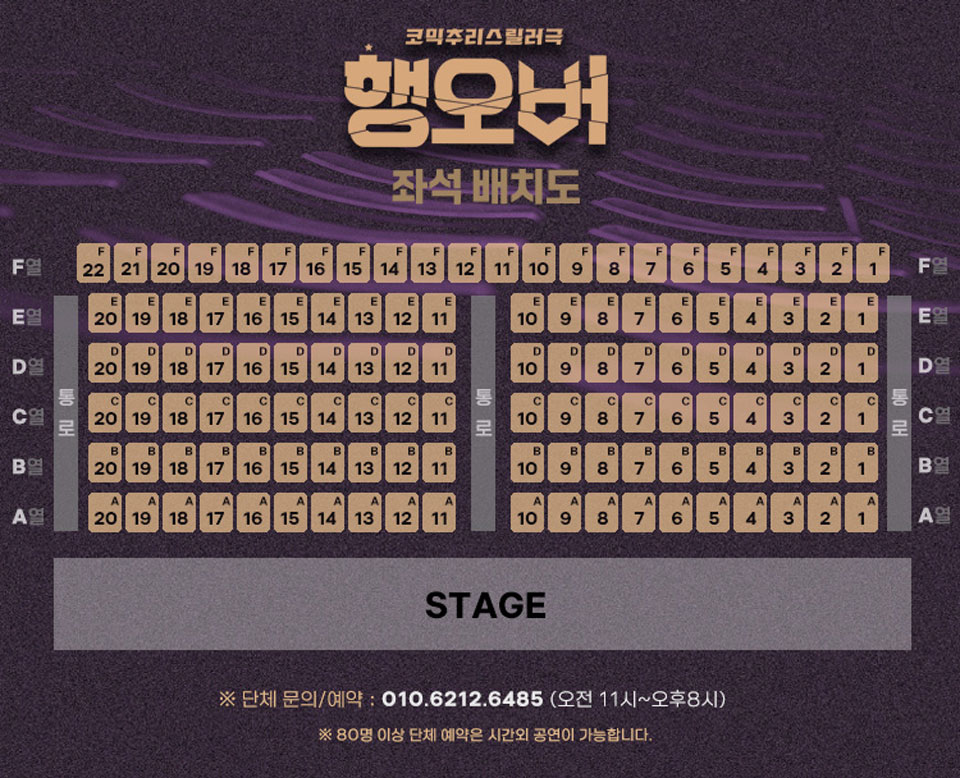 코믹추리스릴러극
행오버
좌석 배치도
F열 F 22 F 21 F 20 F 19 F 18 F 17 F 16 F 15 F 14 F 13 F 12 F 11 F 10 F 9 F 8 F 7 F 6 F 5 F 4 F 3 F 2 F 1 F열
E열 E 20 E 19 E 18 E 17 E 16 E 15 E 14 E 13 E 12 E 11 E 10 E 9 E 8 E 7 E 6 E 5 E 4 E 3 E 2 E 1 E열
D열 D 20 D 19 D 18 D 17 D 16 D 15 D 14 D 13 D 12 D 11 D 10 D 9 D 8 D 7 D 6 D 5 D 4 D 3 D 2 D 1 D열
통로 통로 통로
C열 C 20 C 19 C 18 C 17 C 16 C 15 C 14 C 13 C 12 C 11 C 10 C 9 C 8 C 7 C 6 C 5 C 4 C 3 C 2 C 1 C열
B열 B 20 B 19 B 18 B 17 B 16 B 15 B 14 B 13 B 12 B 11 B 10 B 9 B 8 B 7 B 6 B 5 B 4 B 3 B 2 B 1 B열
A열 A 20 A 19 A 18 A 17 A 16 A 15 A 14 A 13 A 12 A 11 A 10 A 9 A 8 A 7 A 6 A 5 A 4 A 3 A 2 A 1 A열
STAGE
※ 단체 문의/예약 : 010.6212.6485 (오전 11시~오후8시)
※ 80명 이상 단체 예약은 시간외 공연이 가능합니다.